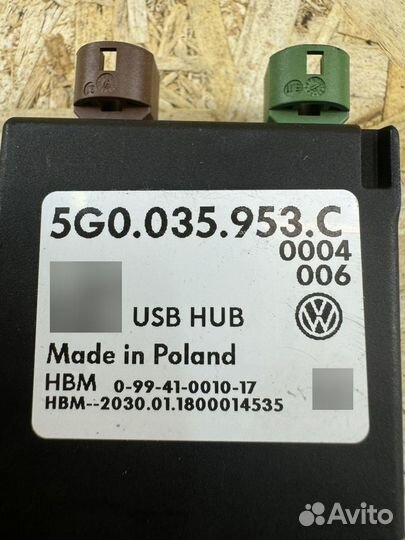 5G0.035.953.C
0004
006
USB HUB
Made in Poland
HBM 0-99-41-0010-17
HBM--2030.01.1800014535
Avito